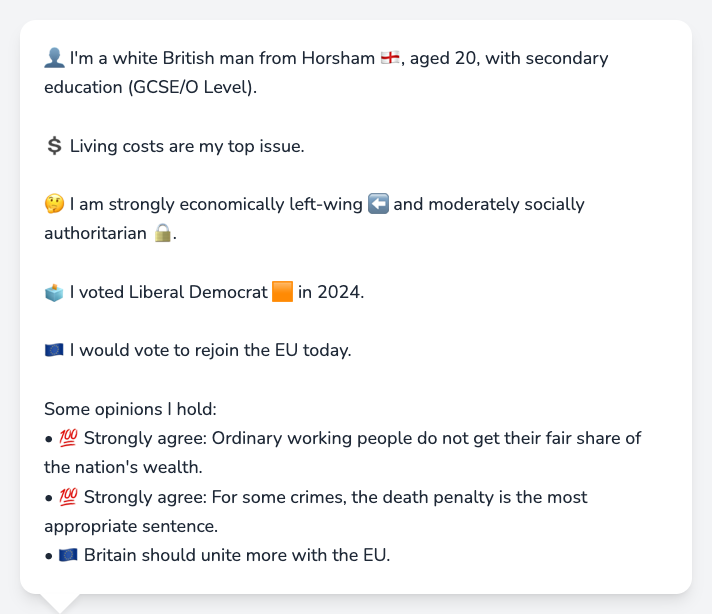 👤 I'm a white British man from Horsham 🏴󠁧󠁢󠁥󠁮󠁧󠁿, aged 20, with secondary
education (GCSE/O Level).
💲 Living costs are my top issue.
🤔 I am strongly economically left-wing ⬅️ and moderately socially
authoritarian 🔒.
🗳️ I voted Liberal Democrat 🟧 in 2024.
🇪🇺 I would vote to rejoin the EU today.
Some opinions I hold:
• 💯 Strongly agree: Ordinary working people do not get their fair share of
the nation's wealth.
• 💯 Strongly agree: For some crimes, the death penalty is the most
appropriate sentence.
• 🇪🇺 Britain should unite more with the EU.